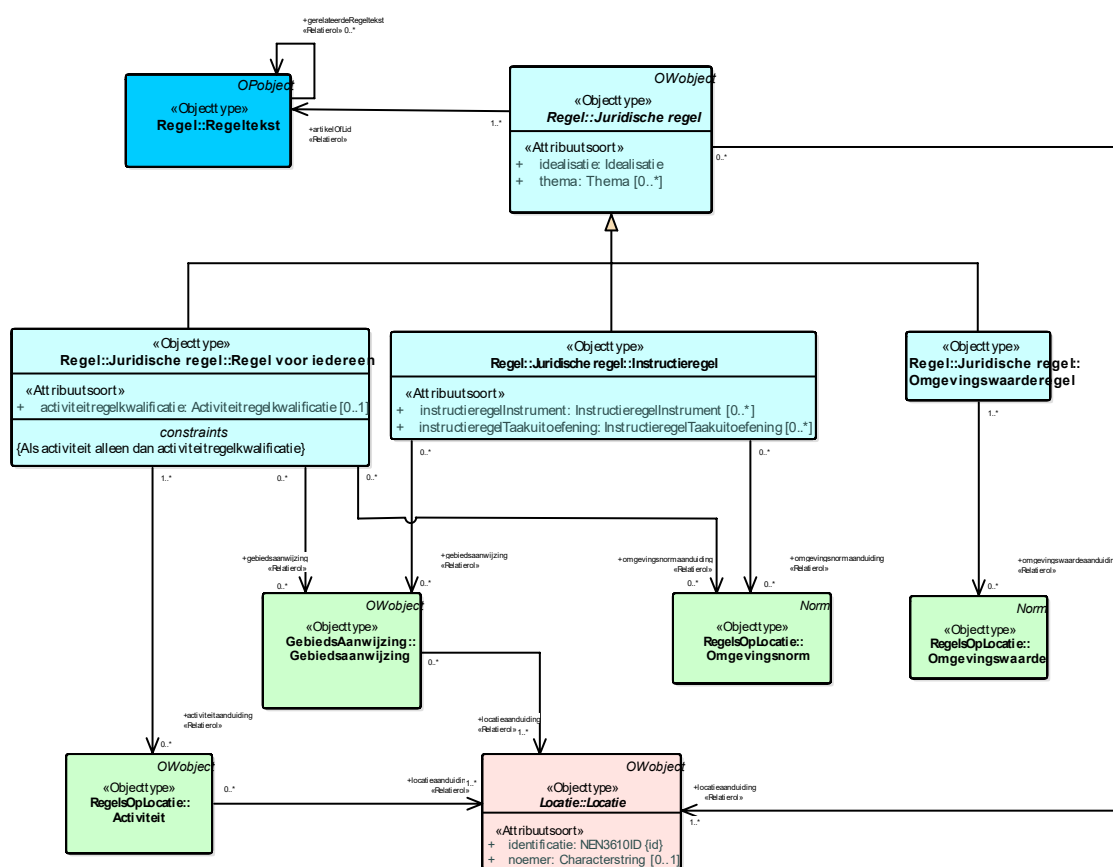 +gerelateerdeRegeltekst
«Relatierol» 0..*
OPobject
«Objecttype»
Regel::Regeltekst
+artikelOfLid
«Relatierol»
1..*
OWobject
«Objecttype»
Regel::Juridische regel
«Attribuutsoort»
+ idealisatie: Idealisatie
+ thema: Thema [0..*]
0..*
«Objecttype»
Regel::Juridische regel::Regel voor iedereen
«Attribuutsoort»
+ activiteitregelkwalificatie: Activiteitregelkwalificatie [0..1]
constraints
{Als activiteit alleen dan activiteitregelkwalificatie}
«Objecttype»
Regel::Juridische regel::Instructieregel
«Attribuutsoort»
+ instructieregelInstrument: InstructieregelInstrument [0..*]
+ instructieregelTaakuitoefening: InstructieregelTaakuitoefening [0..*]
«Objecttype»
Regel::Juridische regel::
Omgevingswaarderegel
1..*
0..*
0..*
0..*
0..*
1..*
+gebiedsaanwijzing
«Relatierol»
0..*
+gebiedsaanwijzing
«Relatierol»
0..*
+omgevingsnormaanduiding
«Relatierol»
0..*
+omgevingsnormaanduiding
«Relatierol»
0..*
+omgevingswaardeaanduiding
«Relatierol»
0..*
OWobject
«Objecttype»
GebiedsAanwijzing::
Gebiedsaanwijzing
0..*
Norm
«Objecttype»
RegelsOpLocatie::
Omgevingsnorm
Norm
«Objecttype»
RegelsOpLocatie::
Omgevingswaarde
+activiteitaanduiding
«Relatierol»
0..*
+locatieaanduiding
«Relatierol»
1..*
OWobject
«Objecttype»
RegelsOpLocatie::
Activiteit
0..*
+locatieaanduiding
«Relatierol»
1..*
OWobject
«Objecttype»
Locatie::Locatie
«Attribuutsoort»
+ identificatie: NEN3610ID {id}
+ noemer: Characterstring [0..1]
+locatieaanduiding
«Relatierol»
1..*